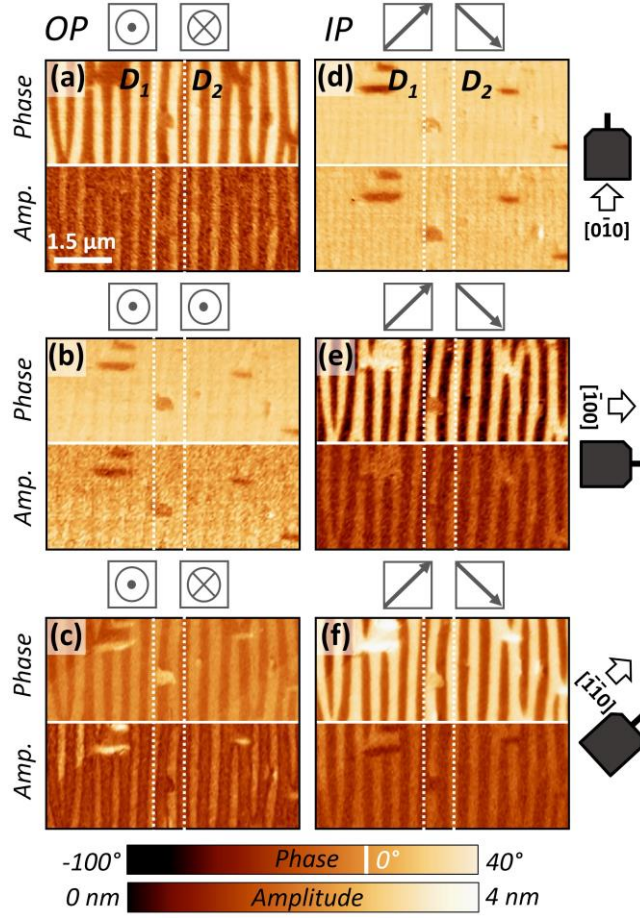 OP IP
(a) D₁ D₂ (d) D₁ D₂
Phase
Amp.
1.5 µm
[01̄0]
(b) (e)
Phase
Amp.
[1̄00]
(c) (f)
Phase
Amp.
[1̄1̄0]
-100° Phase 0° 40°
0 nm Amplitude 4 nm